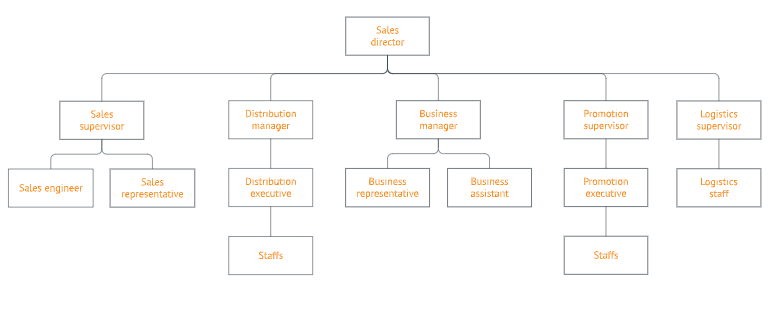 Sales
director
Sales
supervisor
Distribution
manager
Business
manager
Promotion
supervisor
Logistics
supervisor
Sales engineer
Sales
representative
Distribution
executive
Business
representative
Business
assistant
Promotion
executive
Logistics
staff
Staffs
Staffs